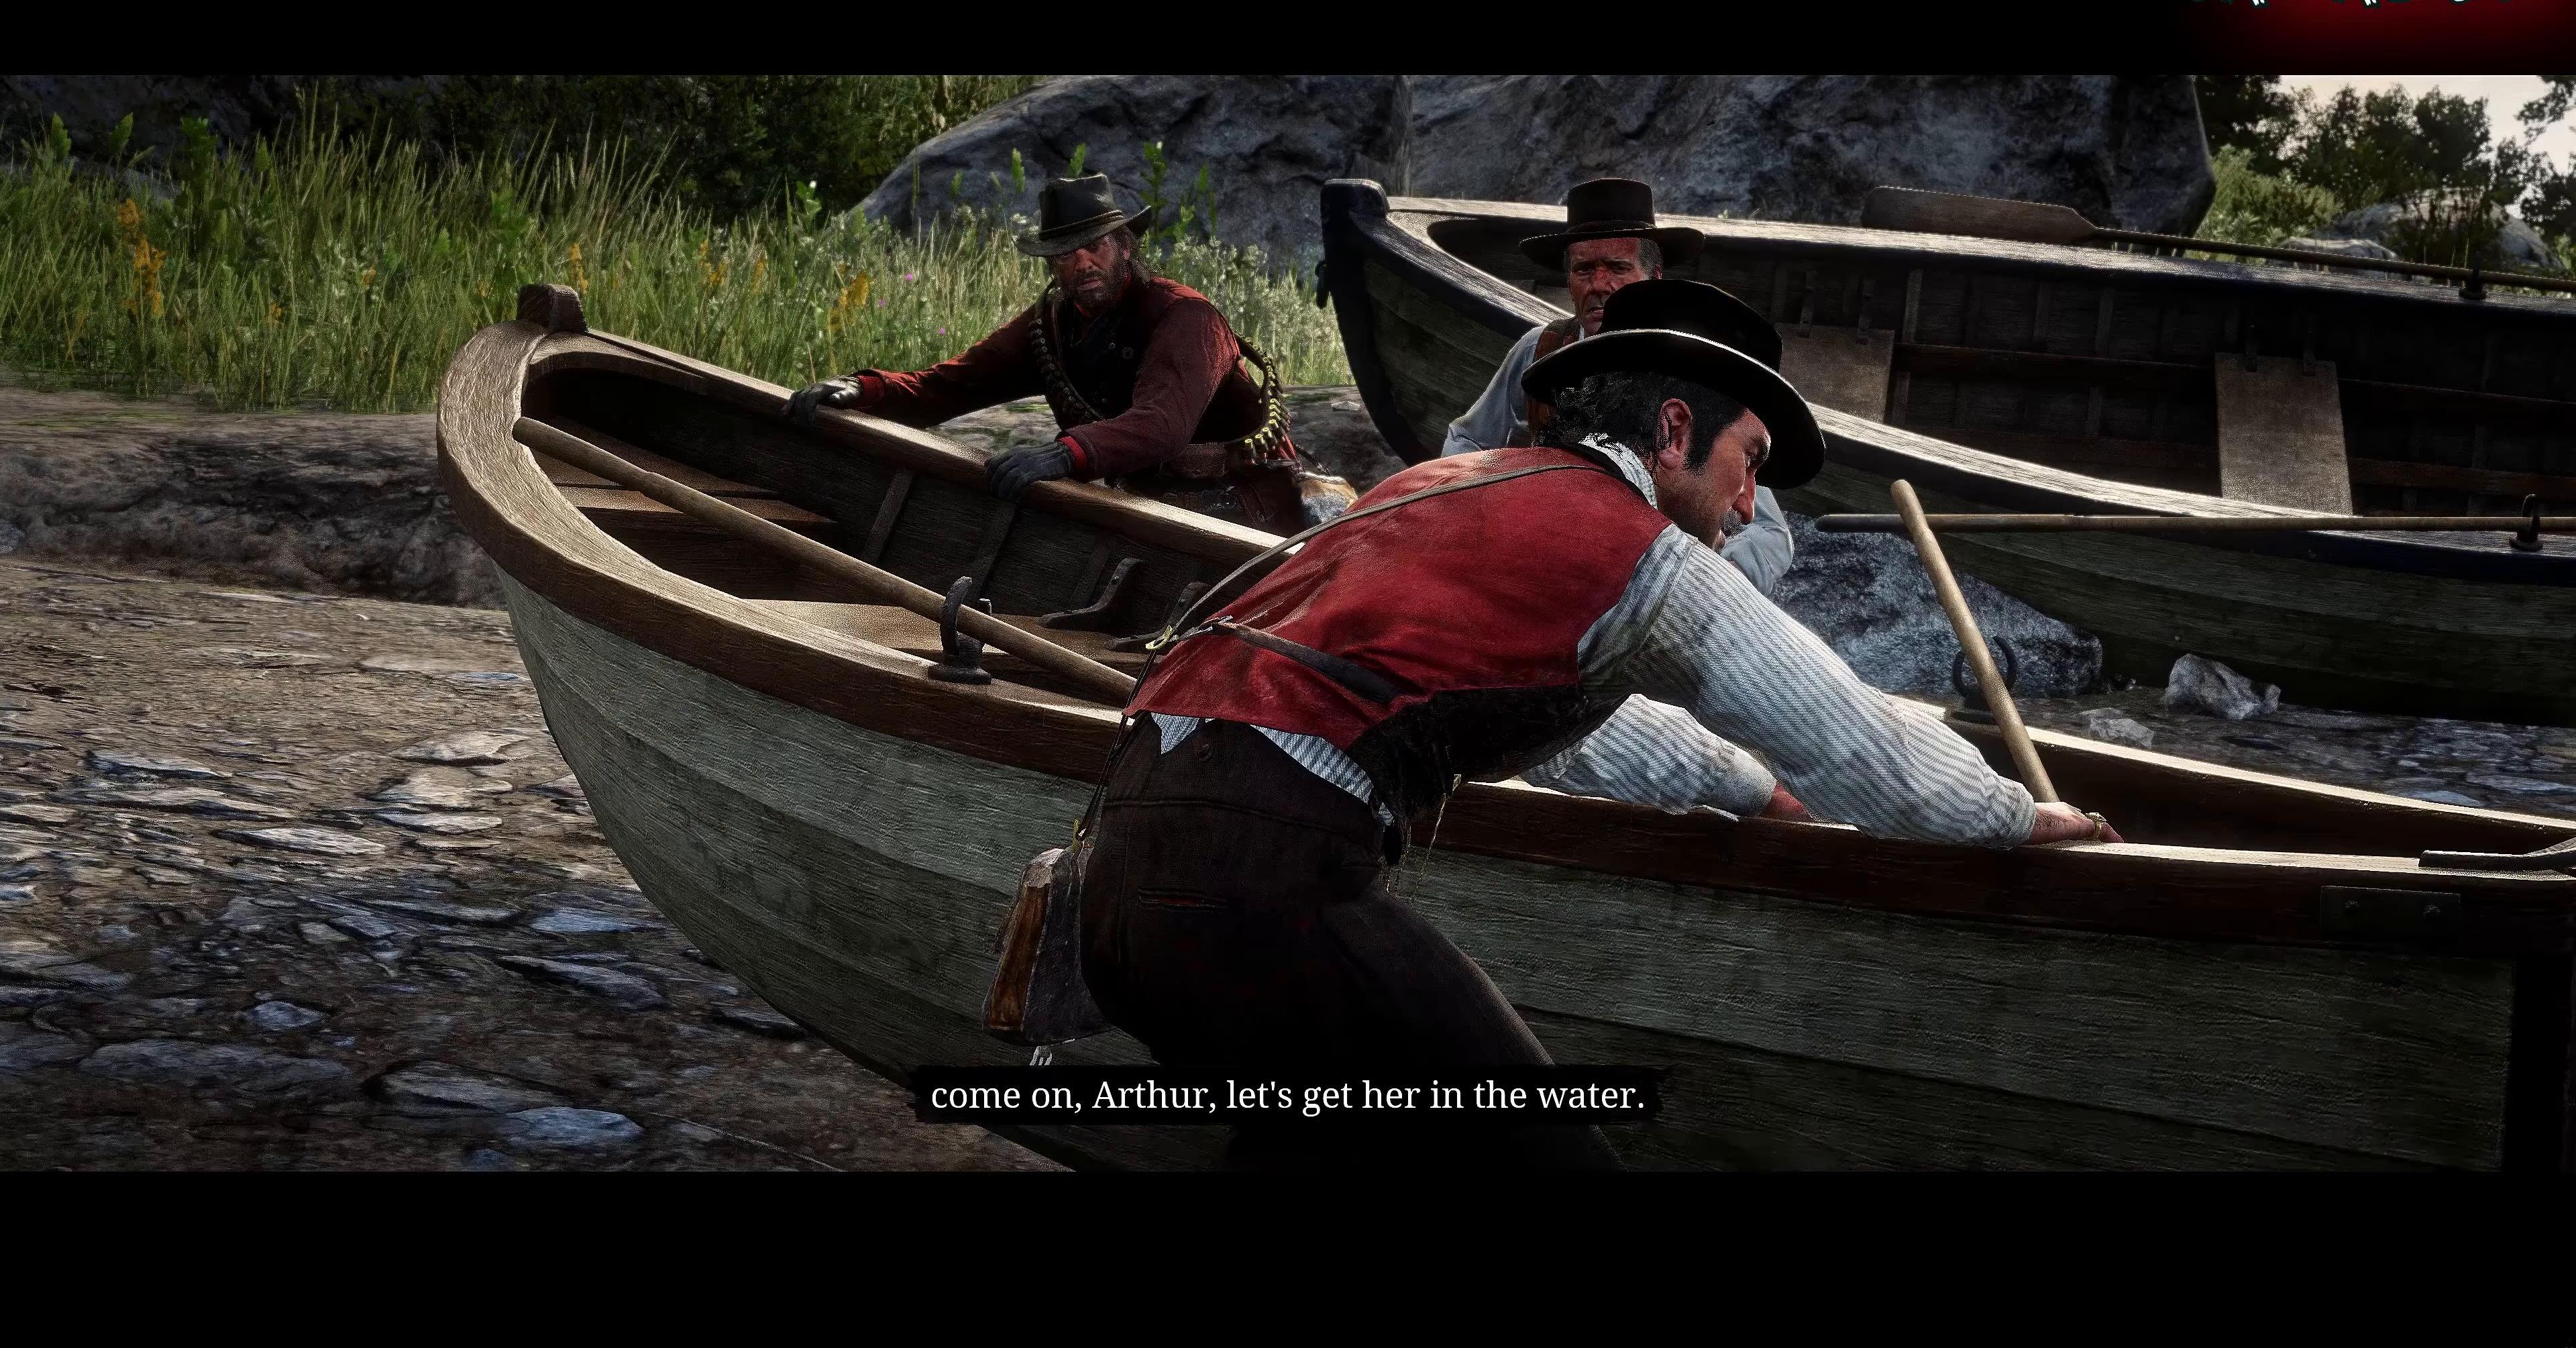 come on, Arthur, let's get her in the water.